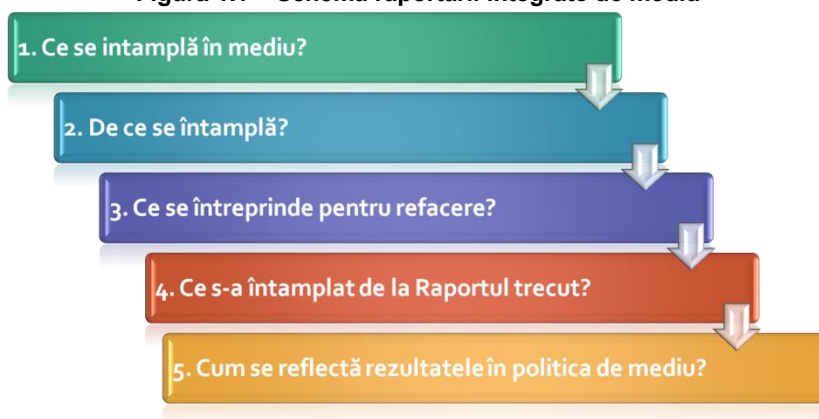 1. Ce se intamplă în mediu?
2. De ce se întamplă?
3. Ce se întreprinde pentru refacere?
4. Ce s-a întamplat de la Raportul trecut?
5. Cum se reflectă rezultatele în politica de mediu?